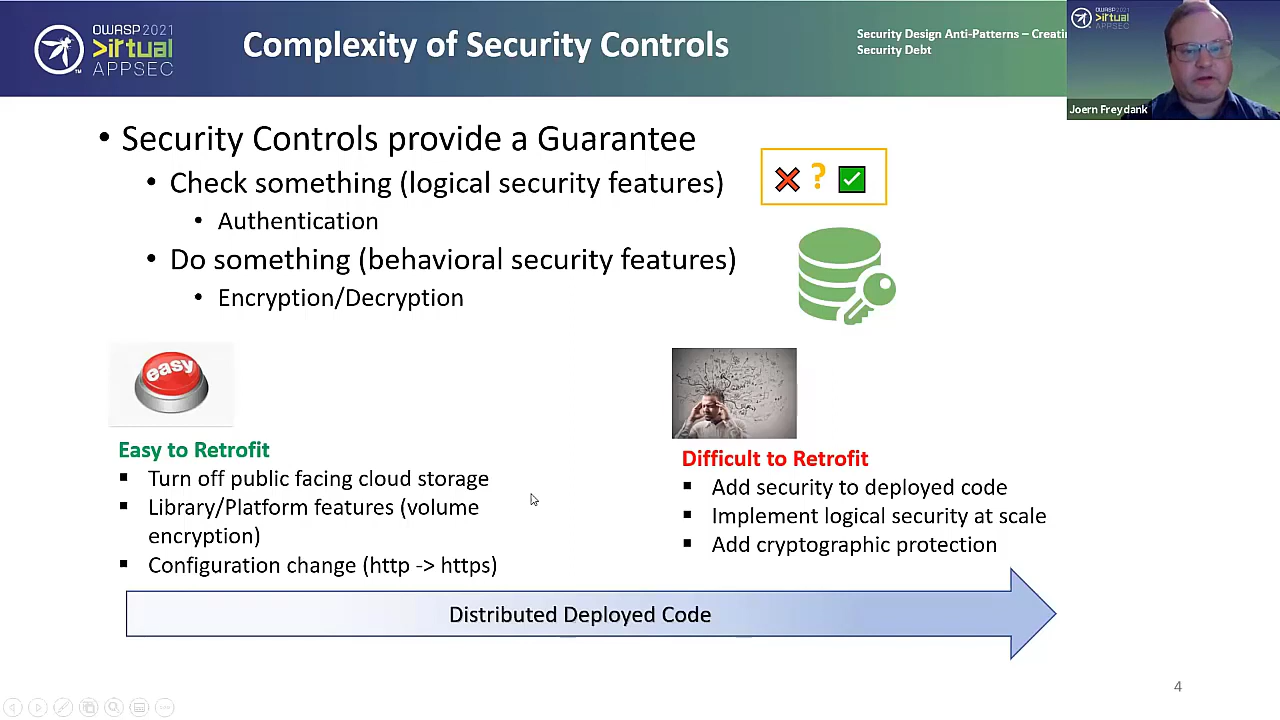 OWASP 2021
>irtual
APPSEC
Complexity of Security Controls
Security Design Anti-Patterns – Creati
Security Debt
OWASP 2021
>irtual
APPSEC
Joern Freydank
• Security Controls provide a Guarantee
• Check something (logical security features)
• Authentication
• Do something (behavioral security features)
• Encryption/Decryption
?
easy
Easy to Retrofit
▪ Turn off public facing cloud storage
▪ Library/Platform features (volume
encryption)
▪ Configuration change (http -> https)
Difficult to Retrofit
▪ Add security to deployed code
▪ Implement logical security at scale
▪ Add cryptographic protection
Distributed Deployed Code
4